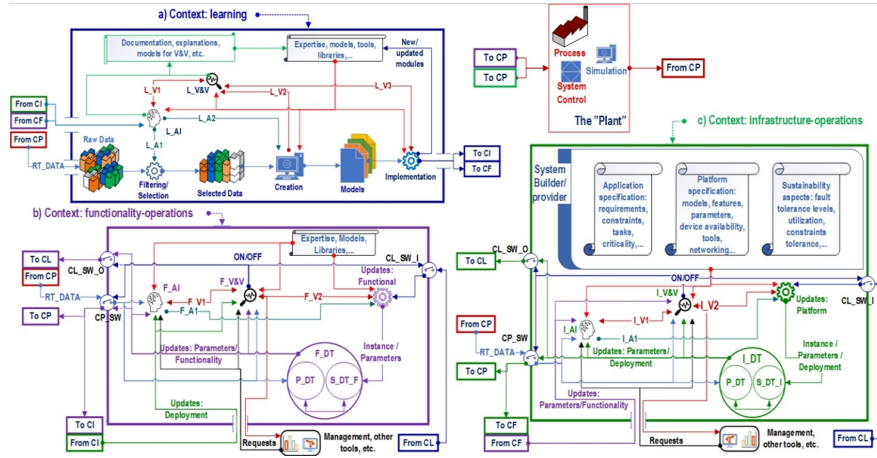 a) Context: learning
Documentation, explanations,
models for V&V, etc.
Expertise, models, tools,
libraries,...
New/
updated
modules
L_V1
L_V&V
L_V2
L_V3
From CI
From CF
From CP
L_AI
L_A1
L_A2
Raw Data
RT_DATA
Filtering/
Selection
Selected Data
Creation
Models
Implementation
To CI
To CF
To CP
To CP
Process
Simulation
System
Control
From CP
The "Plant"
b) Context: functionality-operations
To CL
From CP
RT_DATA
To CP
CL_SW_O
CP_SW
ON/OFF
Expertise, Models,
Libraries,...
CL_SW_I
F_AI
F_V&V
F_V1
F_V2
F_A1
Updates:
Functional
Updates: Parameters/
Functionality
F_DT
P_DT
S_DT_F
Instance /
Parameters
Updates:
Deployment
To CI
From CI
Requests
Management, other
tools, etc.
From CL
c) Context: infrastructure-operations
System
Builder/
provider
Application
specification:
requirements,
constraints,
tasks,
criticality,...
Platform
specification:
models, features,
parameters,
device availability,
tools,
networking...
Sustainability
aspects: fault
tolerance levels,
utilization,
constraints
tolerance,...
CL_SW_O
To CL
ON/OFF
CL_SW_I
I_V&V
I_V2
I_AI
I_V1
I_A1
Updates:
Platform
From CP
CP_SW
RT_DATA
To CP
Updates: Parameters/
Deployment
I_DT
P_DT
S_DT_I
Instance /
Parameters /
Deployment
Updates:
Parameters/Functionality
To CF
From CF
Requests
Management,
other tools, etc.
From CL